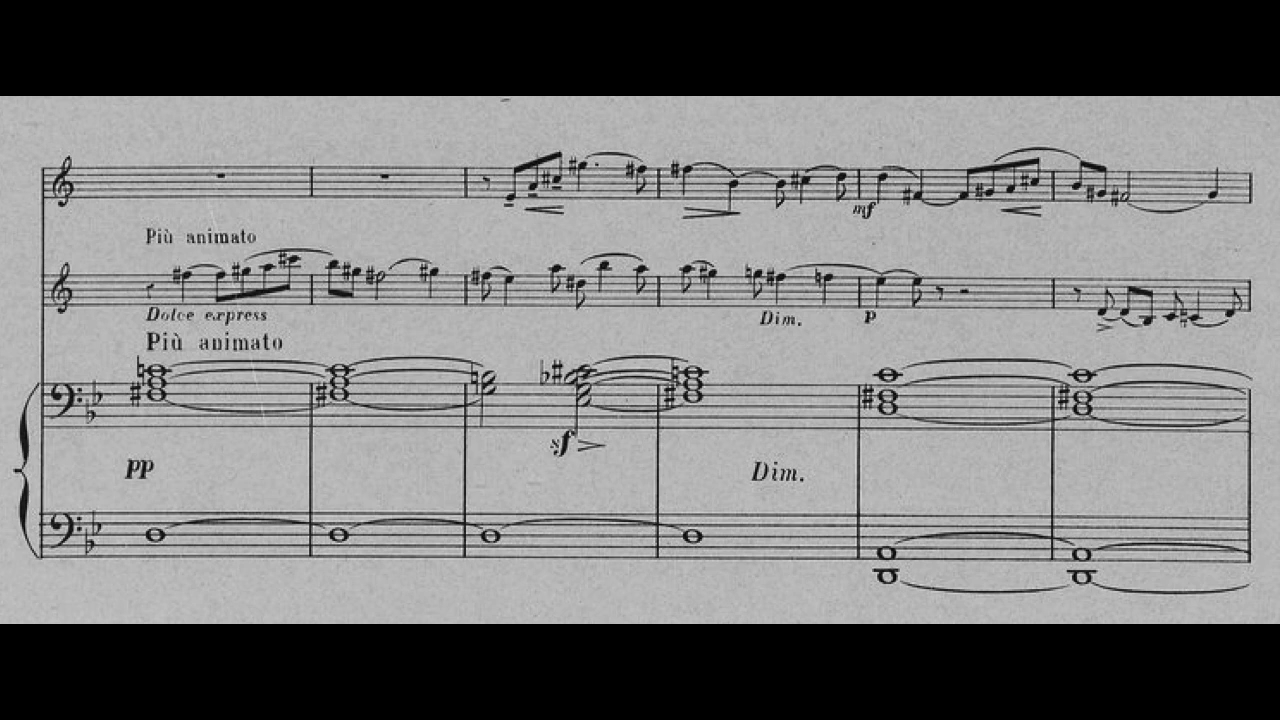 mf
Più animato
Dolce express
Dim.
p
Più animato
sf
pp
Dim.